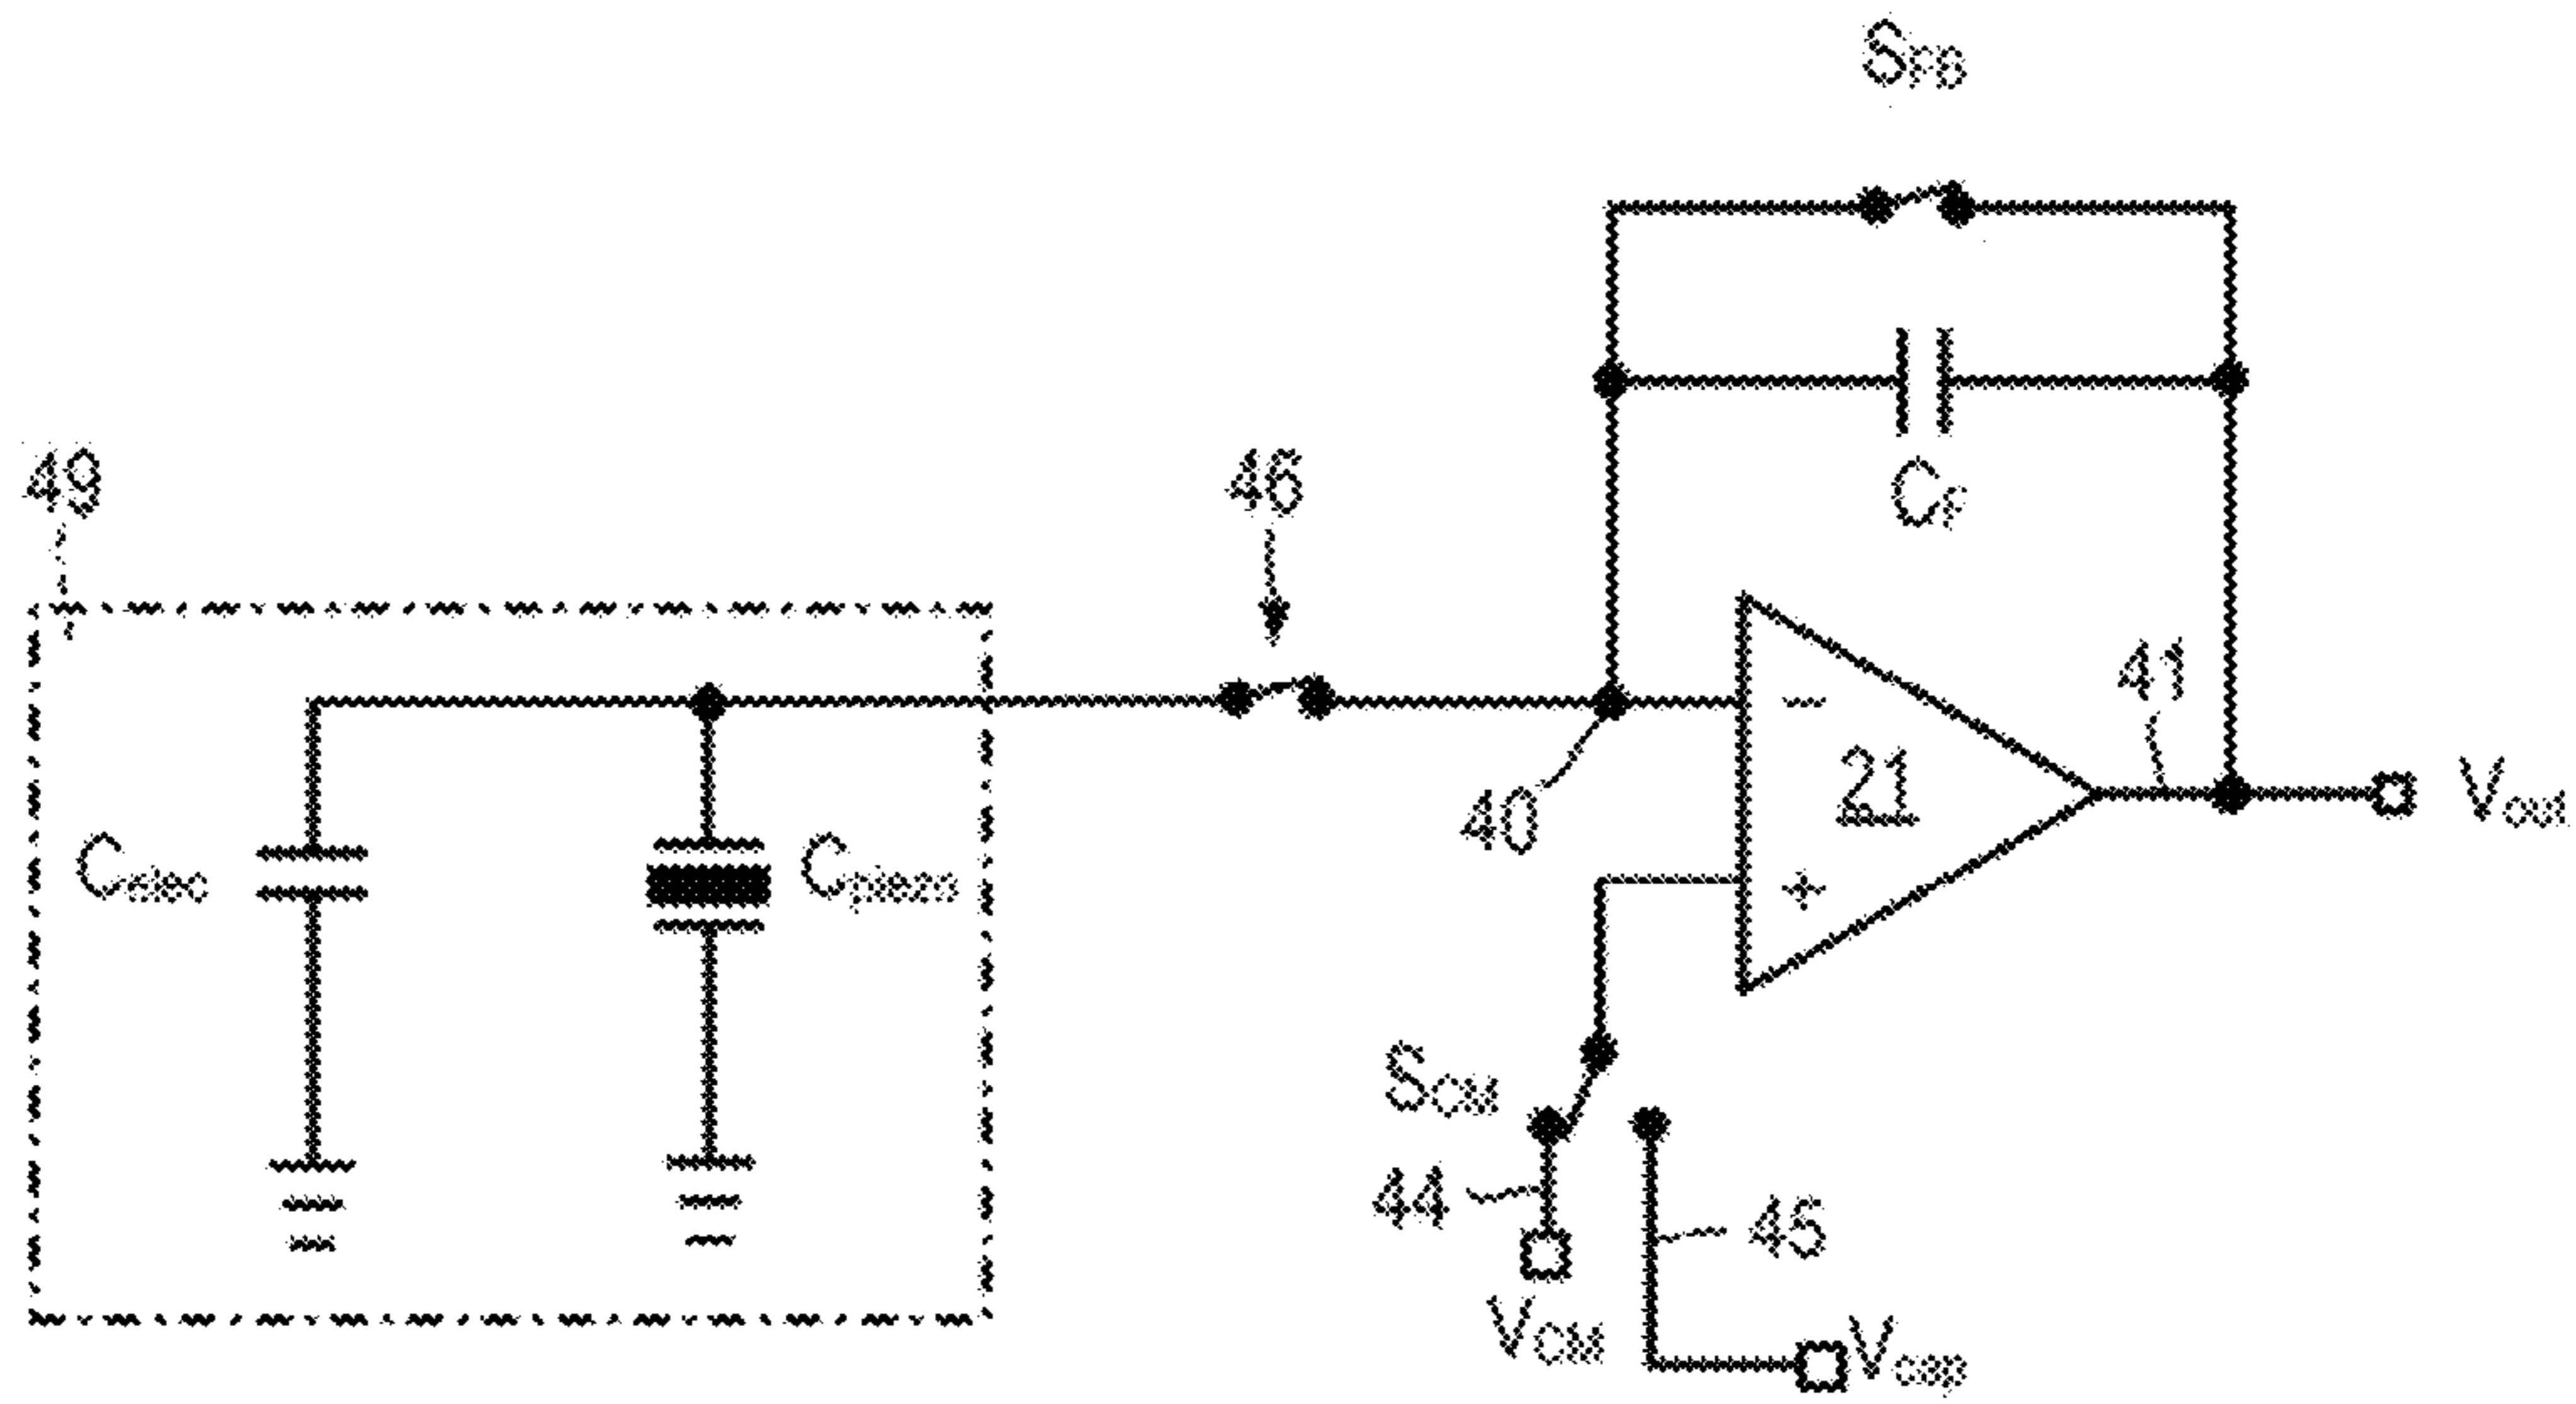 SFB
CF
49
46
41
21
40
Vout
Celec
Cpiezo
-
+
SCM
44
45
VCM
Vcap